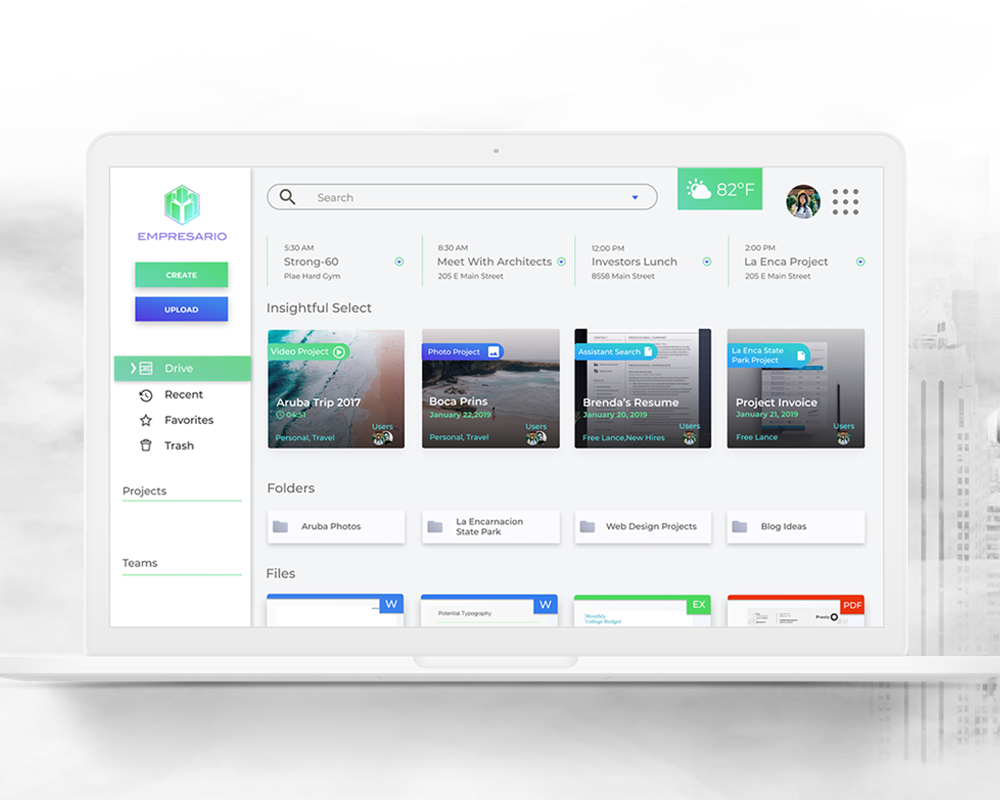 EMPRESARIO
CREATE
UPLOAD
Drive
Recent
Favorites
Trash
Projects
Teams
Search
82°F
5:30 AM
Strong-60
Plae Hard Gym
8:30 AM
Meet With Architects
205 E Main Street
12:00 PM
Investors Lunch
8558 Main Street
2:00 PM
La Enca Project
205 E Main Street
Insightful Select
Video Project
Aruba Trip 2017
04:51
Users
Personal, Travel
Photo Project
Boca Prins
January 22,2019
Users
Personal, Travel
Assistant Search
Brenda's Resume
January 20, 2019
Users
Free Lance,New Hires
La Enca State
Park Project
Project Invoice
January 21, 2019
Users
Free Lance
Folders
Aruba Photos
La Encarnacion
State Park
Web Design Projects
Blog Ideas
Files
W
Potential Typography
W
Monthly
College Budget
EX
Praxis
PDF